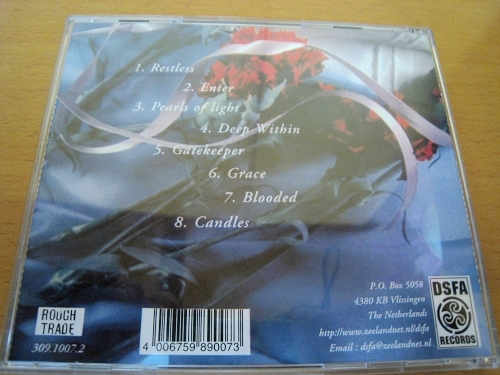 1. Restless
2. Enter
3. Pearls of light
4. Deep Within
5. Gatekeeper
6. Grace
7. Blooded
8. Candles
P.O. Box 5058
4380 KB Vlisingen
The Netherlands
http://www.zeelandnet.nl/dsfa
Email : dsfa@zeelandnet.nl
DSFA
RECORDS
ROUGH
TRADE
309.1007.2
4 006759 890073